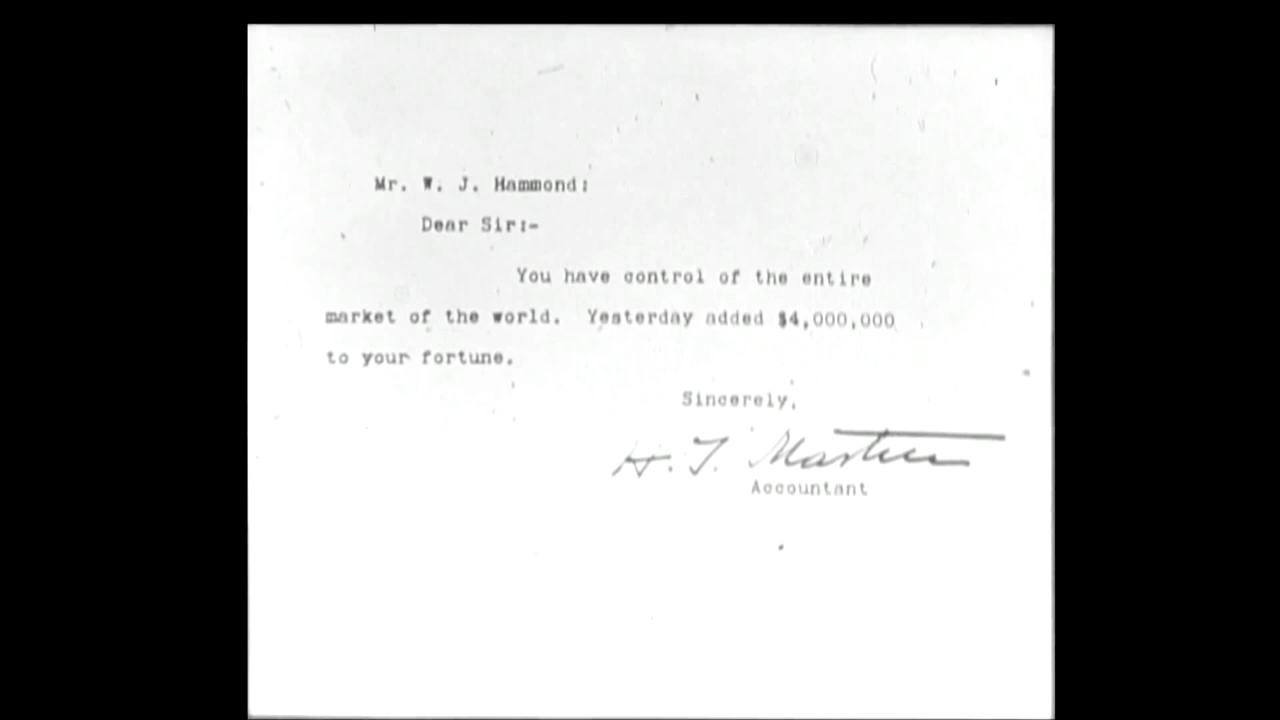 Mr. W. J. Hammond:
Dear Sir:-
You have control of the entire
market of the world. Yesterday added $4,000,000
to your fortune.
Sincerely,
H. T. Martin
Accountant